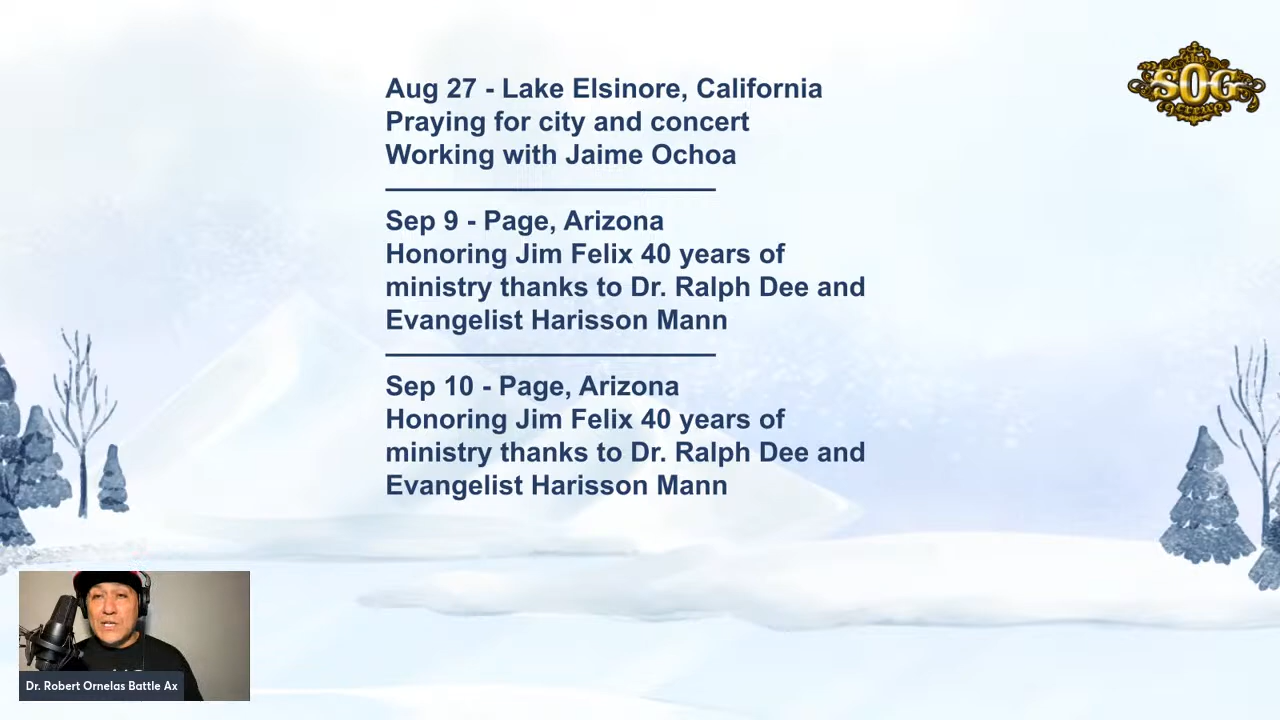 Aug 27 - Lake Elsinore, California
Praying for city and concert
Working with Jaime Ochoa
Sep 9 - Page, Arizona
Honoring Jim Felix 40 years of
ministry thanks to Dr. Ralph Dee and
Evangelist Harisson Mann
Sep 10 - Page, Arizona
Honoring Jim Felix 40 years of
ministry thanks to Dr. Ralph Dee and
Evangelist Harisson Mann
the
SOG
crew
Dr. Robert Ornelas Battle Ax